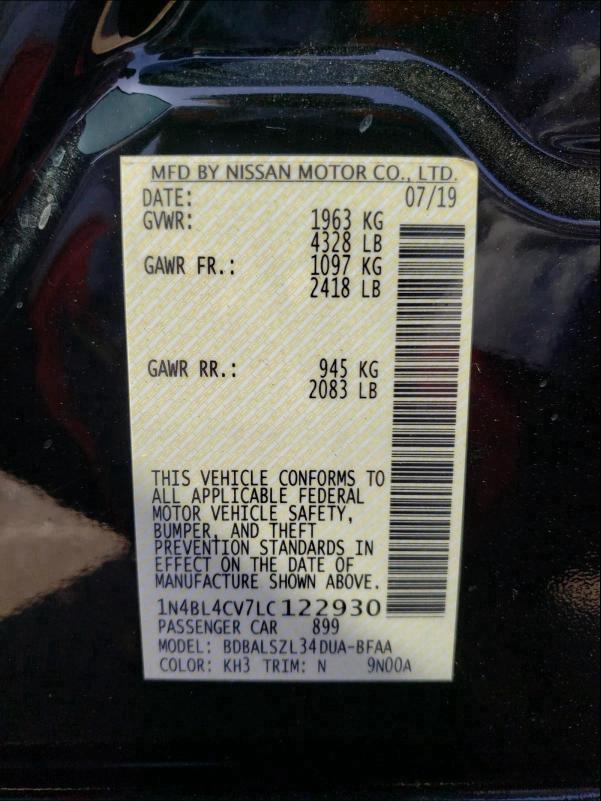 MFD BY NISSAN MOTOR CO., LTD.
DATE: 07/19
GVWR: 1963 KG
4328 LB
GAWR FR.: 1097 KG
2418 LB
GAWR RR.: 945 KG
2083 LB
THIS VEHICLE CONFORMS TO
ALL APPLICABLE FEDERAL
MOTOR VEHICLE SAFETY,
BUMPER, AND THEFT
PREVENTION STANDARDS IN
EFFECT ON THE DATE OF
MANUFACTURE SHOWN ABOVE.
1N4BL4CV7LC122930
PASSENGER CAR 899
MODEL: BDBALSZL34DUA-BFAA
COLOR: KH3 TRIM: N 9N00A